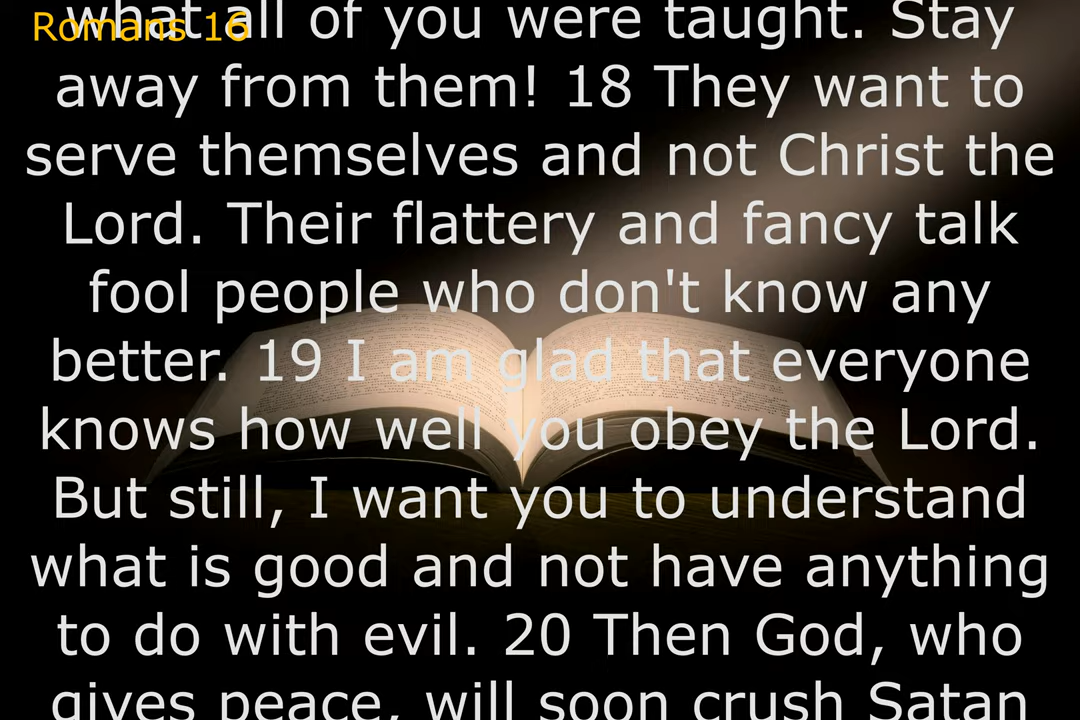 Romans 16
what all of you were taught. Stay
away from them! 18 They want to
serve themselves and not Christ the
Lord. Their flattery and fancy talk
fool people who don't know any
better. 19 I am glad that everyone
knows how well you obey the Lord.
But still, I want you to understand
what is good and not have anything
to do with evil. 20 Then God, who
gives peace, will soon crush Satan